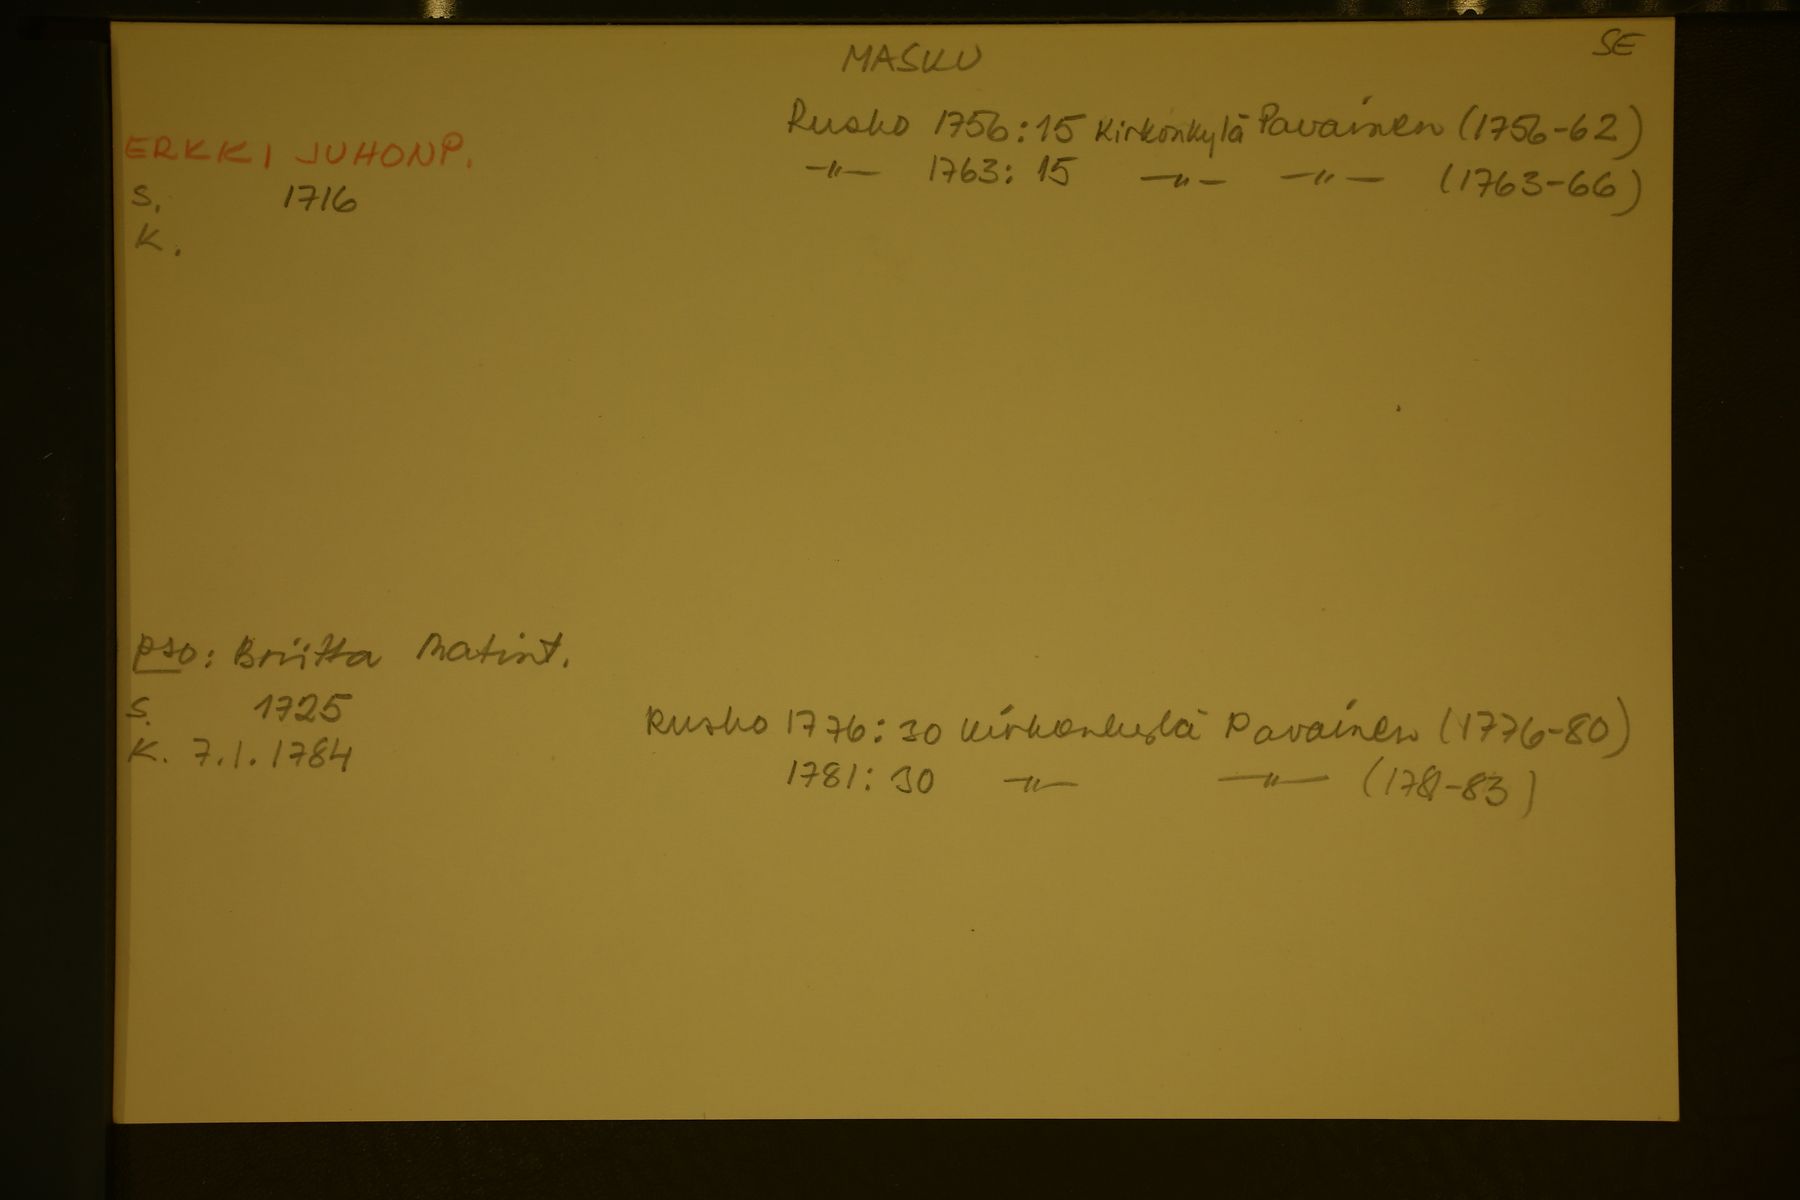 MASKU
SE
ERKKI JUHONP.
S. 1716
K.
Rusko 1756:15 Kirkonkylä Pavainen (1756-62)
—"— 1763: 15 —"— —"— (1763-66)
pso: Briitta Matint.
S. 1725
K. 7.1.1784
Rusko 1776:30 Kirkonkylä Pavainen (1776-80)
1781: 30 —"— —"— (1781-83)